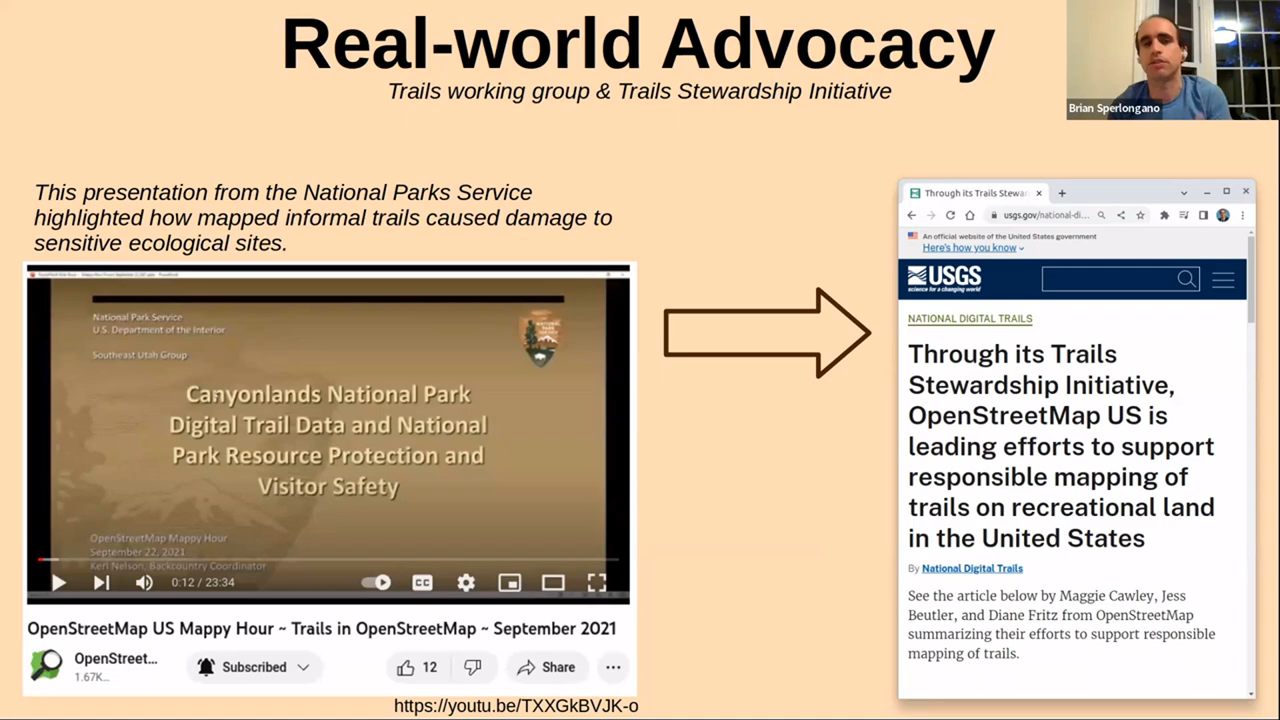 Real-world Advocacy
Trails working group & Trails Stewardship Initiative
Brian Sperlongano
This presentation from the National Parks Service
highlighted how mapped informal trails caused damage to
sensitive ecological sites.
National Park Service
U.S. Department of the Interior
Southeast Utah Group
Canyonlands National Park
Digital Trail Data and National
Park Resource Protection and
Visitor Safety
OpenStreetMap Mappy Hour
September 22, 2021
Keri Nelson, Backcountry Coordinator
0:12 / 23:34
CC
OpenStreetMap US Mappy Hour ~ Trails in OpenStreetMap ~ September 2021
OpenStreet...
1.67K...
Subscribed
12
Share
https://youtu.be/TXXGkBVJK-o
Through its Trails Stewar
usgs.gov/national-di...
An official website of the United States government
Here's how you know
USGS
science for a changing world
NATIONAL DIGITAL TRAILS
Through its Trails
Stewardship Initiative,
OpenStreetMap US is
leading efforts to support
responsible mapping of
trails on recreational land
in the United States
By National Digital Trails
See the article below by Maggie Cawley, Jess
Beutler, and Diane Fritz from OpenStreetMap
summarizing their efforts to support responsible
mapping of trails.